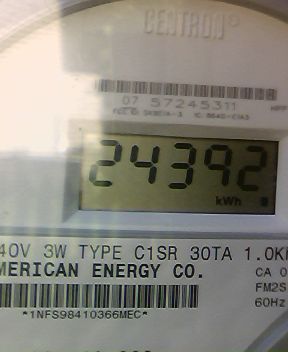 CENTRON®
07 57245311
24392
kWh
40V 3W TYPE C1SR 30TA 1.0K
MERICAN ENERGY CO.
CA 0
FM2S
60Hz
*1NFS98410366MEC*